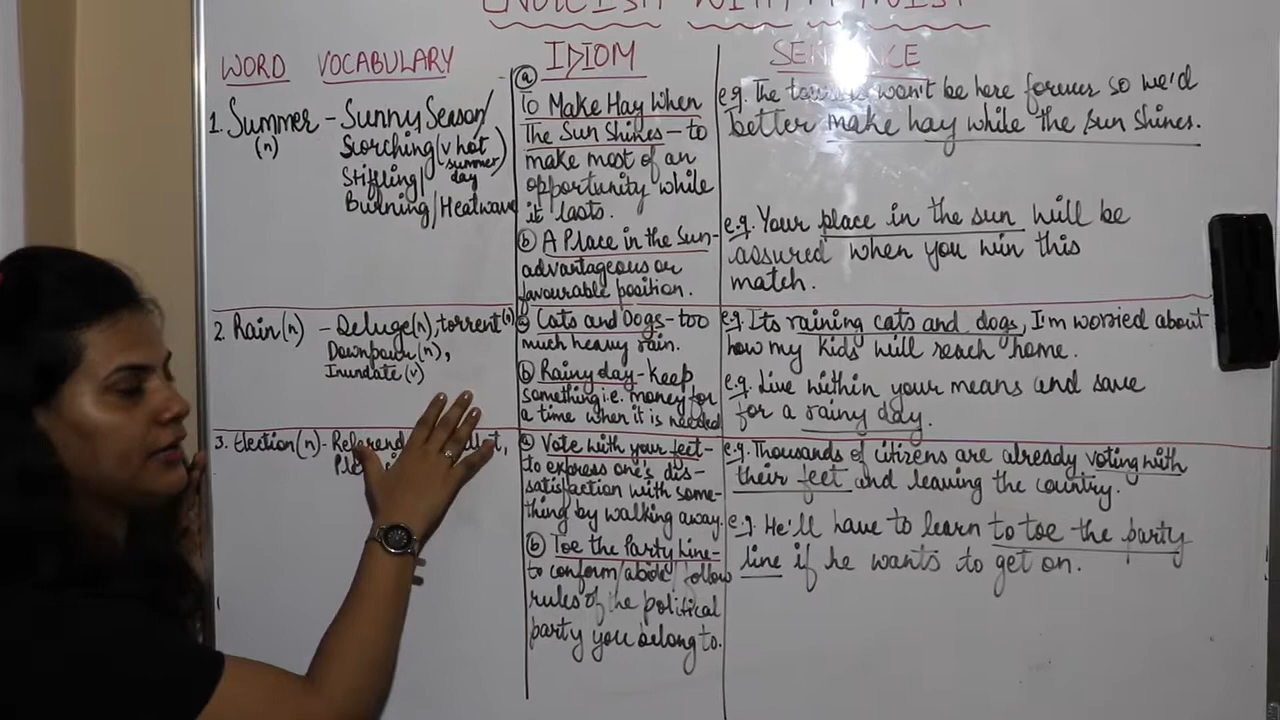 ENGLISH WITH
WORD VOCABULARY
1. Summer (n) - Sunny Season/
Scorching (v hot
summer day)
Stiffling/
Burning/Heatwave
2. Rain (n) - Deluge (n), torrent (n)
Downpour (n),
Inundate (v)
3. Election (n) -
IDIOM
(a)
To Make Hay When
The Sun Shines - to
make most of an
opportunity while
it lasts.
(b) A Place in the Sun -
advantageous or
favourable position.
(a) Cats and Dogs - too
much heavy rain.
(b) Rainy day - Keep
something i.e. money for
a time when it is needed
(a) Vote with your feet -
to express one's dis-
satisfaction with some-
thing by walking away.
(b) Toe the Party Line -
to conform/abide/follow
rules of the political
party you belong to.
SENTENCE
e.g. The won't be here forever so we'd
better make hay while the sun shines.
e.g. Your place in the sun will be
assured when you win this
match.
e.g. Its raining cats and dogs, I'm worried about
how my kids will reach home.
e.g. Live within your means and save
for a rainy day.
e.g. Thousands of citizens are already voting with
their feet and leaving the country.
e.g. He'll have to learn to toe the party
line if he wants to get on.